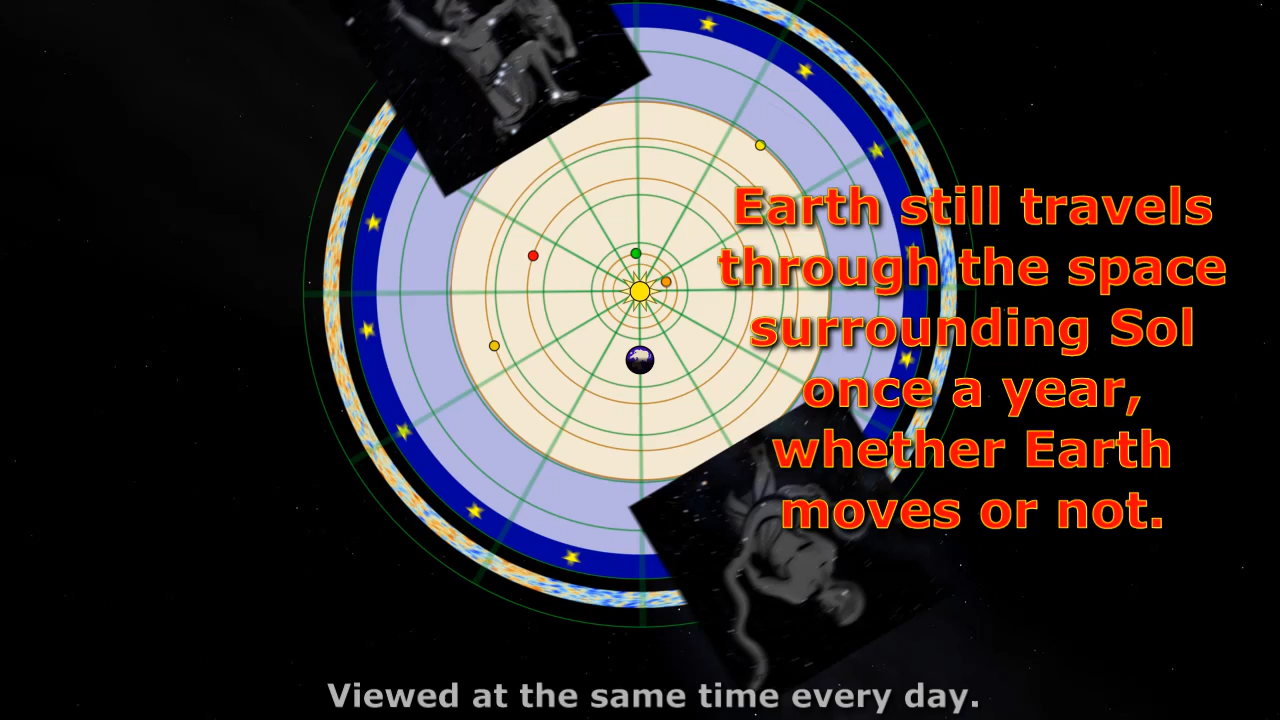 Earth still travels
through the space
surrounding Sol
once a year,
whether Earth
moves or not.
Viewed at the same time every day.